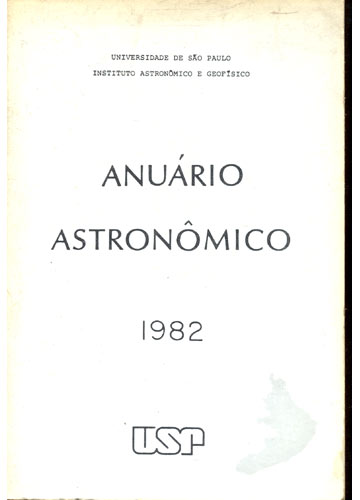 UNIVERSIDADE DE SÃO PAULO
INSTITUTO ASTRONÔMICO E GEOFÍSICO
ANUÁRIO
ASTRONÔMICO
1982
USP